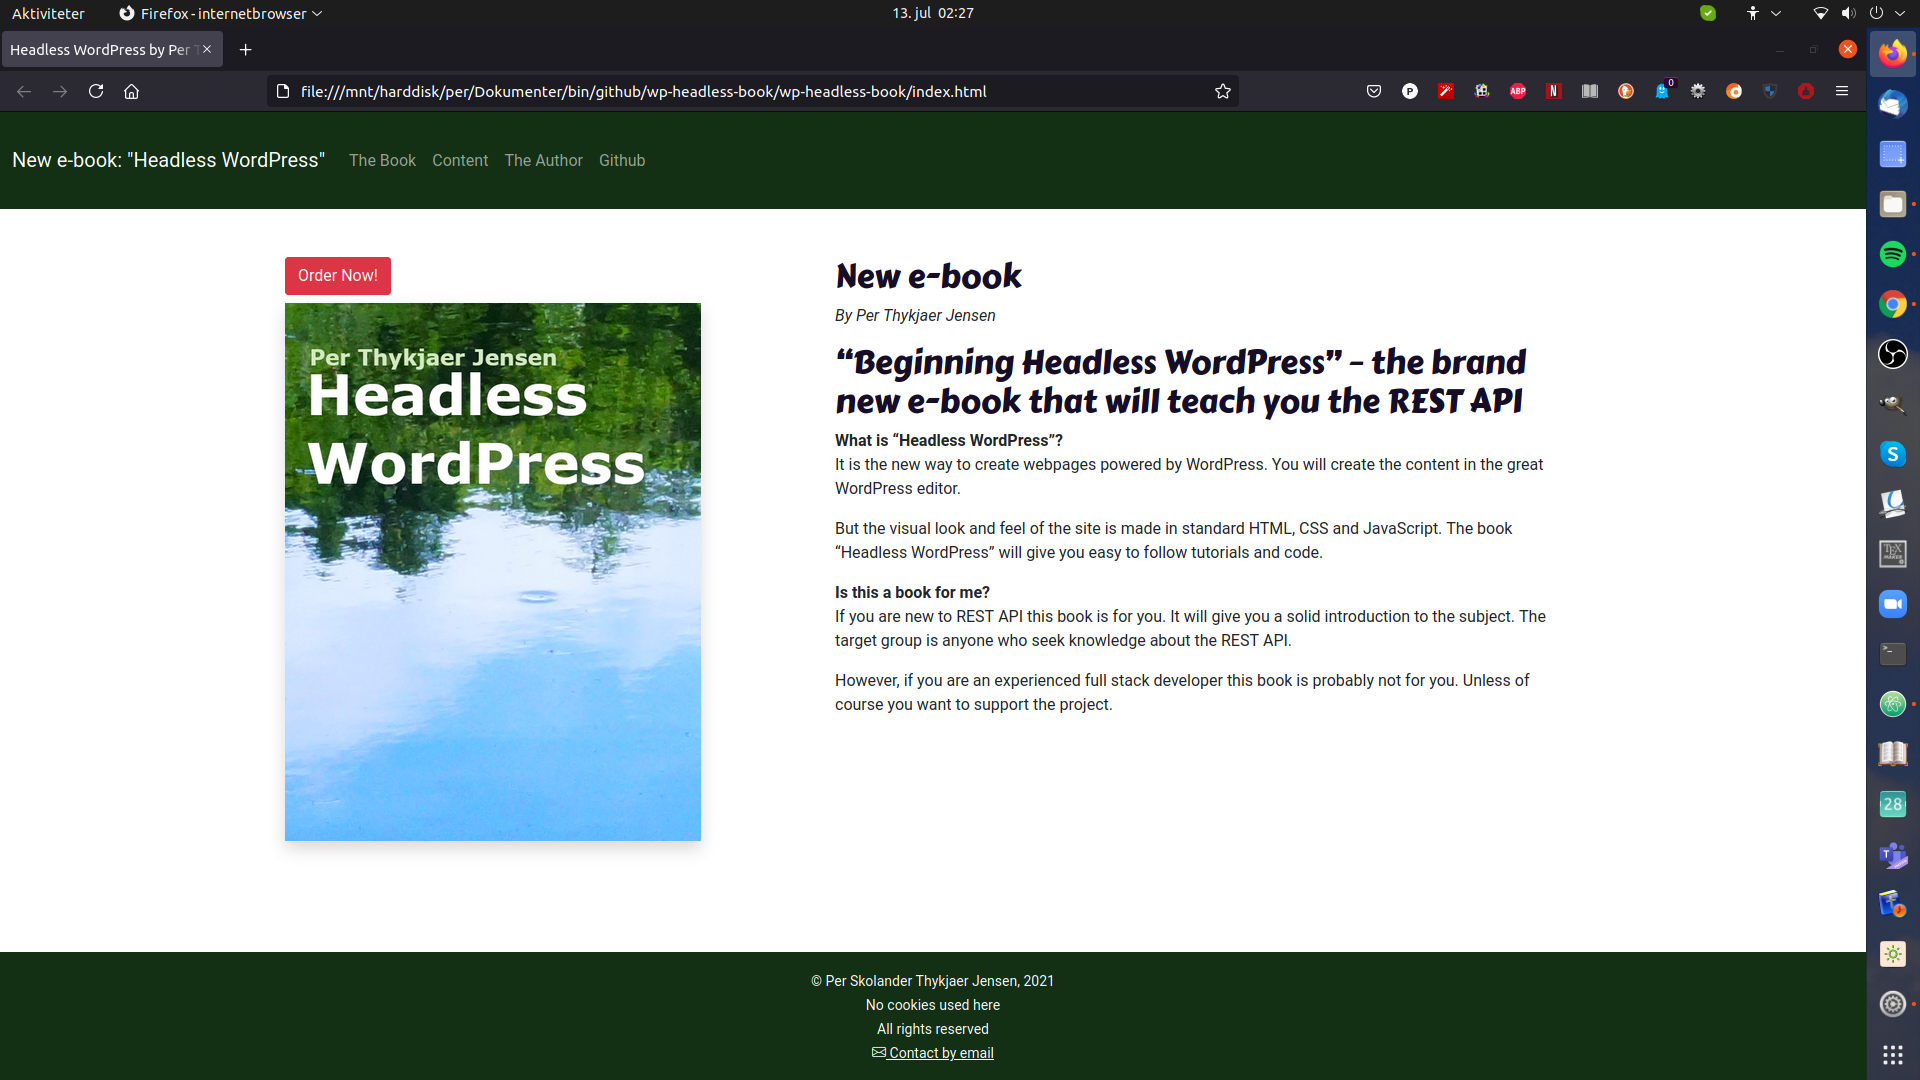 Aktiviteter
Firefox - internetbrowser
13. jul 02:27
Headless WordPress by Per
file:///mnt/harddisk/per/Dokumenter/bin/github/wp-headless-book/wp-headless-book/index.html
P
ABP
N
0
New e-book: "Headless WordPress"
The Book
Content
The Author
Github
Order Now!
Per Thykjaer Jensen
Headless
WordPress
New e-book
By Per Thykjaer Jensen
“Beginning Headless WordPress” – the brand
new e-book that will teach you the REST API
What is “Headless WordPress”?
It is the new way to create webpages powered by WordPress. You will create the content in the great
WordPress editor.
But the visual look and feel of the site is made in standard HTML, CSS and JavaScript. The book
“Headless WordPress” will give you easy to follow tutorials and code.
Is this a book for me?
If you are new to REST API this book is for you. It will give you a solid introduction to the subject. The
target group is anyone who seek knowledge about the REST API.
However, if you are an experienced full stack developer this book is probably not for you. Unless of
course you want to support the project.
© Per Skolander Thykjaer Jensen, 2021
No cookies used here
All rights reserved
Contact by email
S
TEX
MAKER
28
T